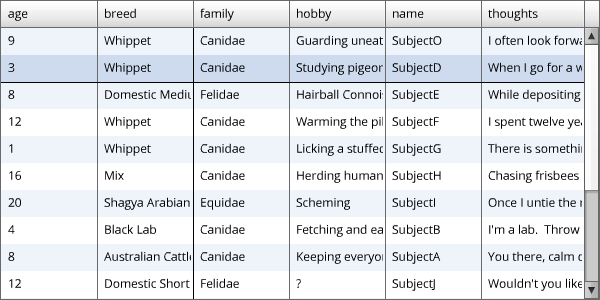 age breed family hobby name thoughts
9 Whippet Canidae Guarding uneat SubjectO I often look forwa
3 Whippet Canidae Studying pigeor SubjectD When I go for a w
8 Domestic Mediu Felidae Hairball Connoi SubjectE While depositing
12 Whippet Canidae Warming the pil SubjectF I spent twelve yea
1 Whippet Canidae Licking a stuffed SubjectG There is somethi
16 Mix Canidae Herding human SubjectH Chasing frisbees
20 Shagya Arabian Equidae Scheming SubjectI Once I untie the
4 Black Lab Canidae Fetching and ea SubjectB I'm a lab. Throw
8 Australian Cattl Canidae Keeping everyo SubjectA You there, calm
12 Domestic Short Felidae ? SubjectJ Wouldn't you like